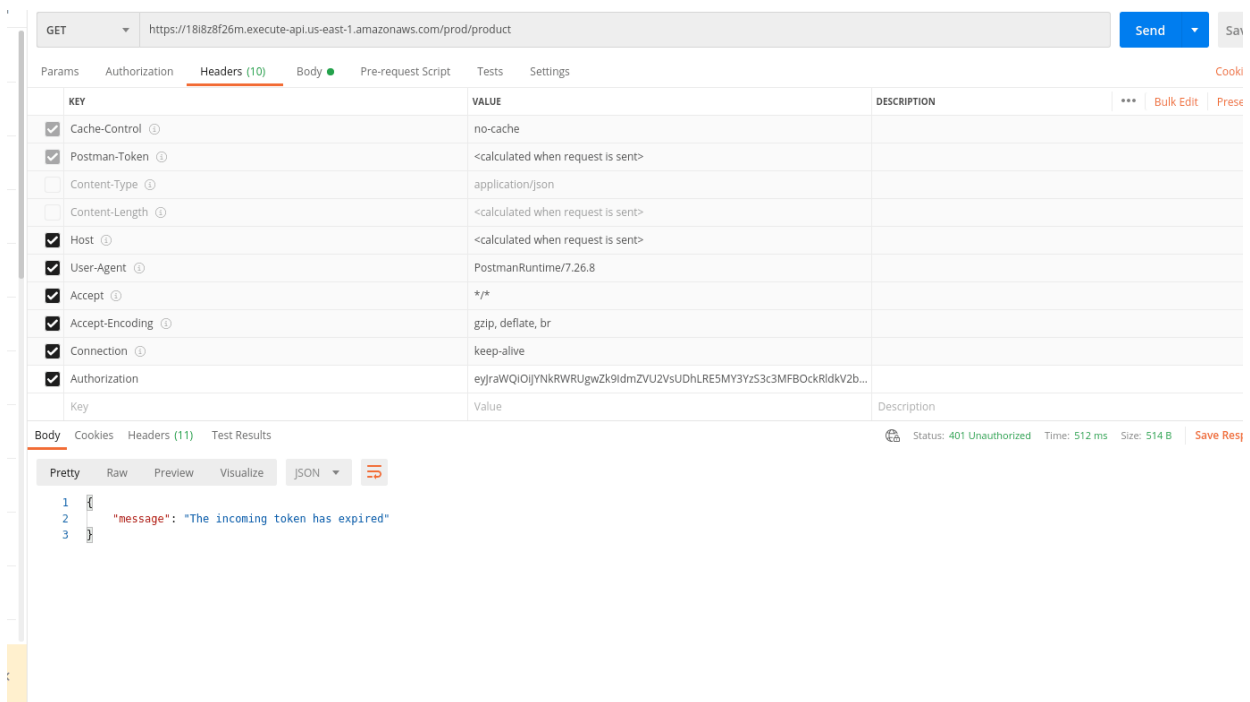 GET https://18i8z8f26m.execute-api.us-east-1.amazonaws.com/prod/product Send Sav
Params Authorization Headers (10) Body Pre-request Script Tests Settings Cooki
KEY VALUE DESCRIPTION ••• Bulk Edit Prese
Cache-Control no-cache
Postman-Token <calculated when request is sent>
Content-Type application/json
Content-Length <calculated when request is sent>
Host <calculated when request is sent>
User-Agent PostmanRuntime/7.26.8
Accept */*
Accept-Encoding gzip, deflate, br
Connection keep-alive
Authorization
Key Value Description
Body Cookies Headers (11) Test Results Status: 401 Unauthorized Time: 512 ms Size: 514 B Save Resp
Pretty Raw Preview Visualize JSON
1 {
2 "message": "The incoming token has expired"
3 }